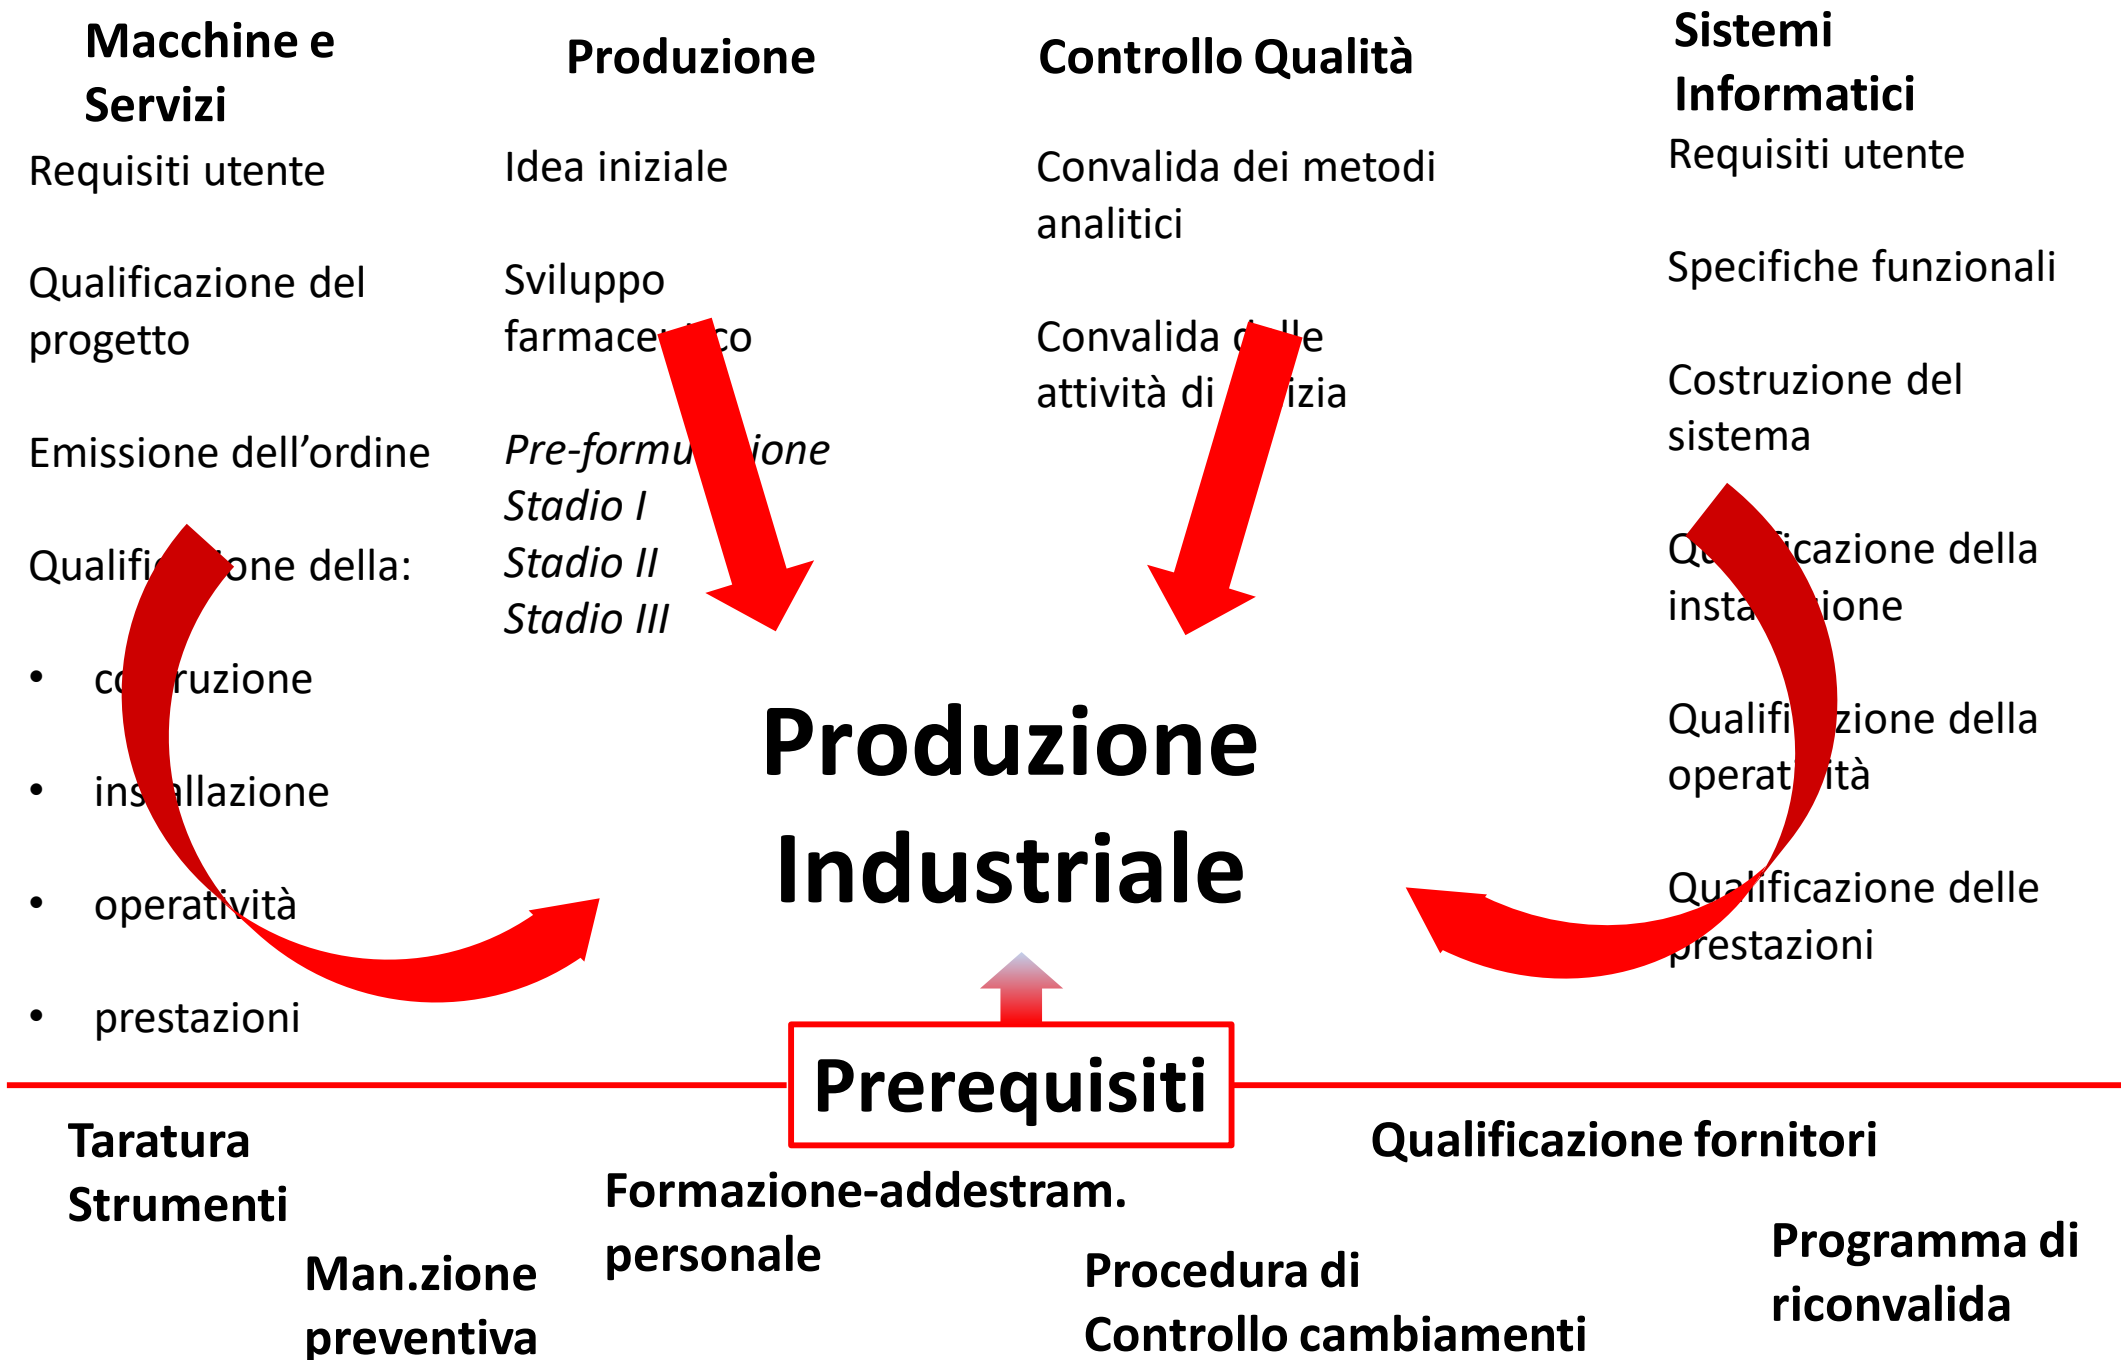 Macchine e
Servizi
Requisiti utente
Qualificazione del
progetto
Emissione dell’ordine
Qualificazione della:
• costruzione
• installazione
• operatività
• prestazioni
Produzione
Idea iniziale
Sviluppo
farmaceutico
Pre-formulazione
Stadio I
Stadio II
Stadio III
Controllo Qualità
Convalida dei metodi
analitici
Convalida delle
attività di pulizia
Sistemi
Informatici
Requisiti utente
Specifiche funzionali
Costruzione del
sistema
Qualificazione della
installazione
Qualificazione della
operatività
Qualificazione delle
prestazioni
Produzione
Industriale
Prerequisiti
Taratura
Strumenti
Man.zione
preventiva
Formazione-addestram.
personale
Procedura di
Controllo cambiamenti
Qualificazione fornitori
Programma di
riconvalida